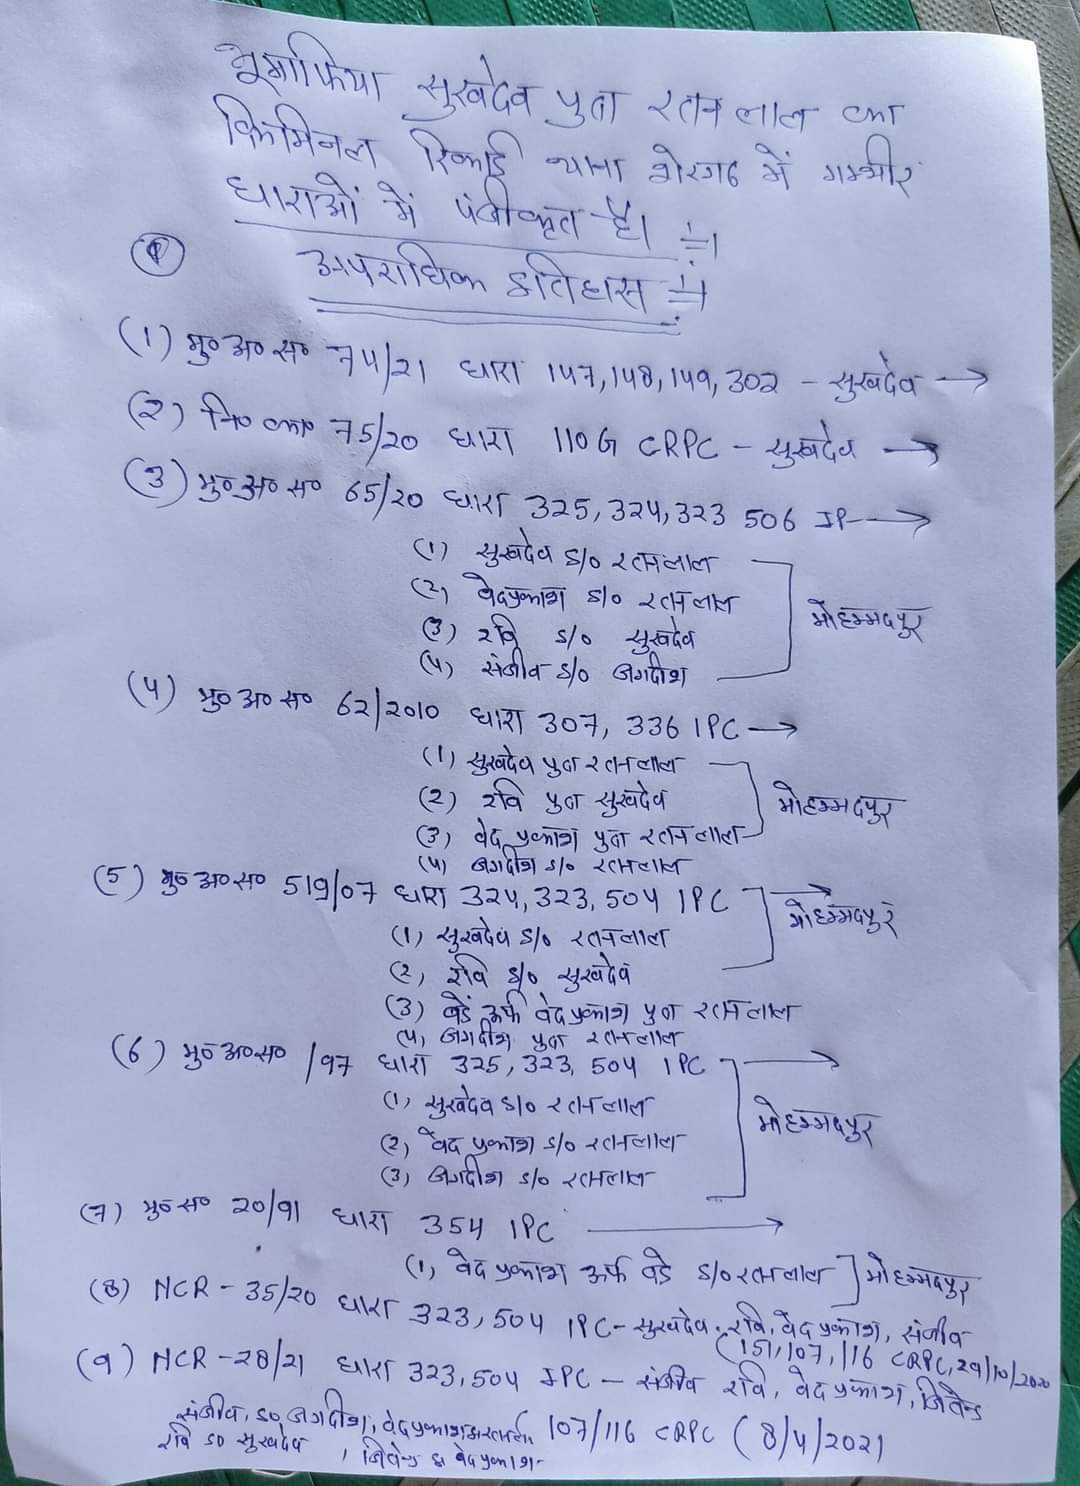 भूमाफिया सुखदेव पुत्र रतन लाल का
क्रिमिनल रिकार्ड थाना शेरगढ में गम्भीर
धाराओं में पंजीकृत है।
अपराधिक इतिहास
(1) मु० अ० स० 74/21 धारा 147,148,149,302 - सुखदेव →
(2) नि० का० 75/20 धारा 110 G CRPC - सुखदेव →
(3) मु० अ० स० 65/20 धारा 325,324,323 506 IP →
(1) सुखदेव S/o रतनलाल
(2) वेदप्रकाश S/o रतनलाल
(3) रवि S/o सुखदेव
(4) संजीव S/o जगदीश
मोहम्मदपुर
(4) मु० अ० स० 62/2010 धारा 307, 336 IPC →
(1) सुखदेव पुत्र रतनलाल
(2) रवि पुत्र सुखदेव
(3) वेद प्रकाश पुत्र रतनलाल
(4) जगदीश S/o रतनलाल
मोहम्मदपुर
(5) मु० अ० स० 519/07 धारा 324,323,504 IPC →
(1) सुखदेव S/o रतनलाल
(2) रवि S/o सुखदेव
(3) बडे उर्फ वेदप्रकाश पुत्र रतनलाल
(4) जगदीश पुत्र रतनलाल
मोहम्मदपुर
(6) मु० अ० स० /97 धारा 325,323,504 IPC →
(1) सुखदेव S/o रतनलाल
(2) वेद प्रकाश S/o रतनलाल
(3) जगदीश S/o रतनलाल
मोहम्मदपुर
(7) मु० स० 20/91 धारा 354 IPC →
(1) वेद प्रकाश उर्फ बडे S/o रतनलाल मोहम्मदपुर
(8) NCR - 35/20 धारा 323,504 IPC - सुखदेव, रवि, वेद प्रकाश, संजीव
(151,107,116 CRPC, 29/10/2020
(9) NCR - 28/21 धारा 323,504 IPC - संजीव रवि, वेद प्रकाश, जितेन्द्र
संजीव, SO जगदीश, वेदप्रकाश 107/116 CRPC (8/4/2021
रवि SO सुखदेव, जितेन्द्र वेदप्रकाश